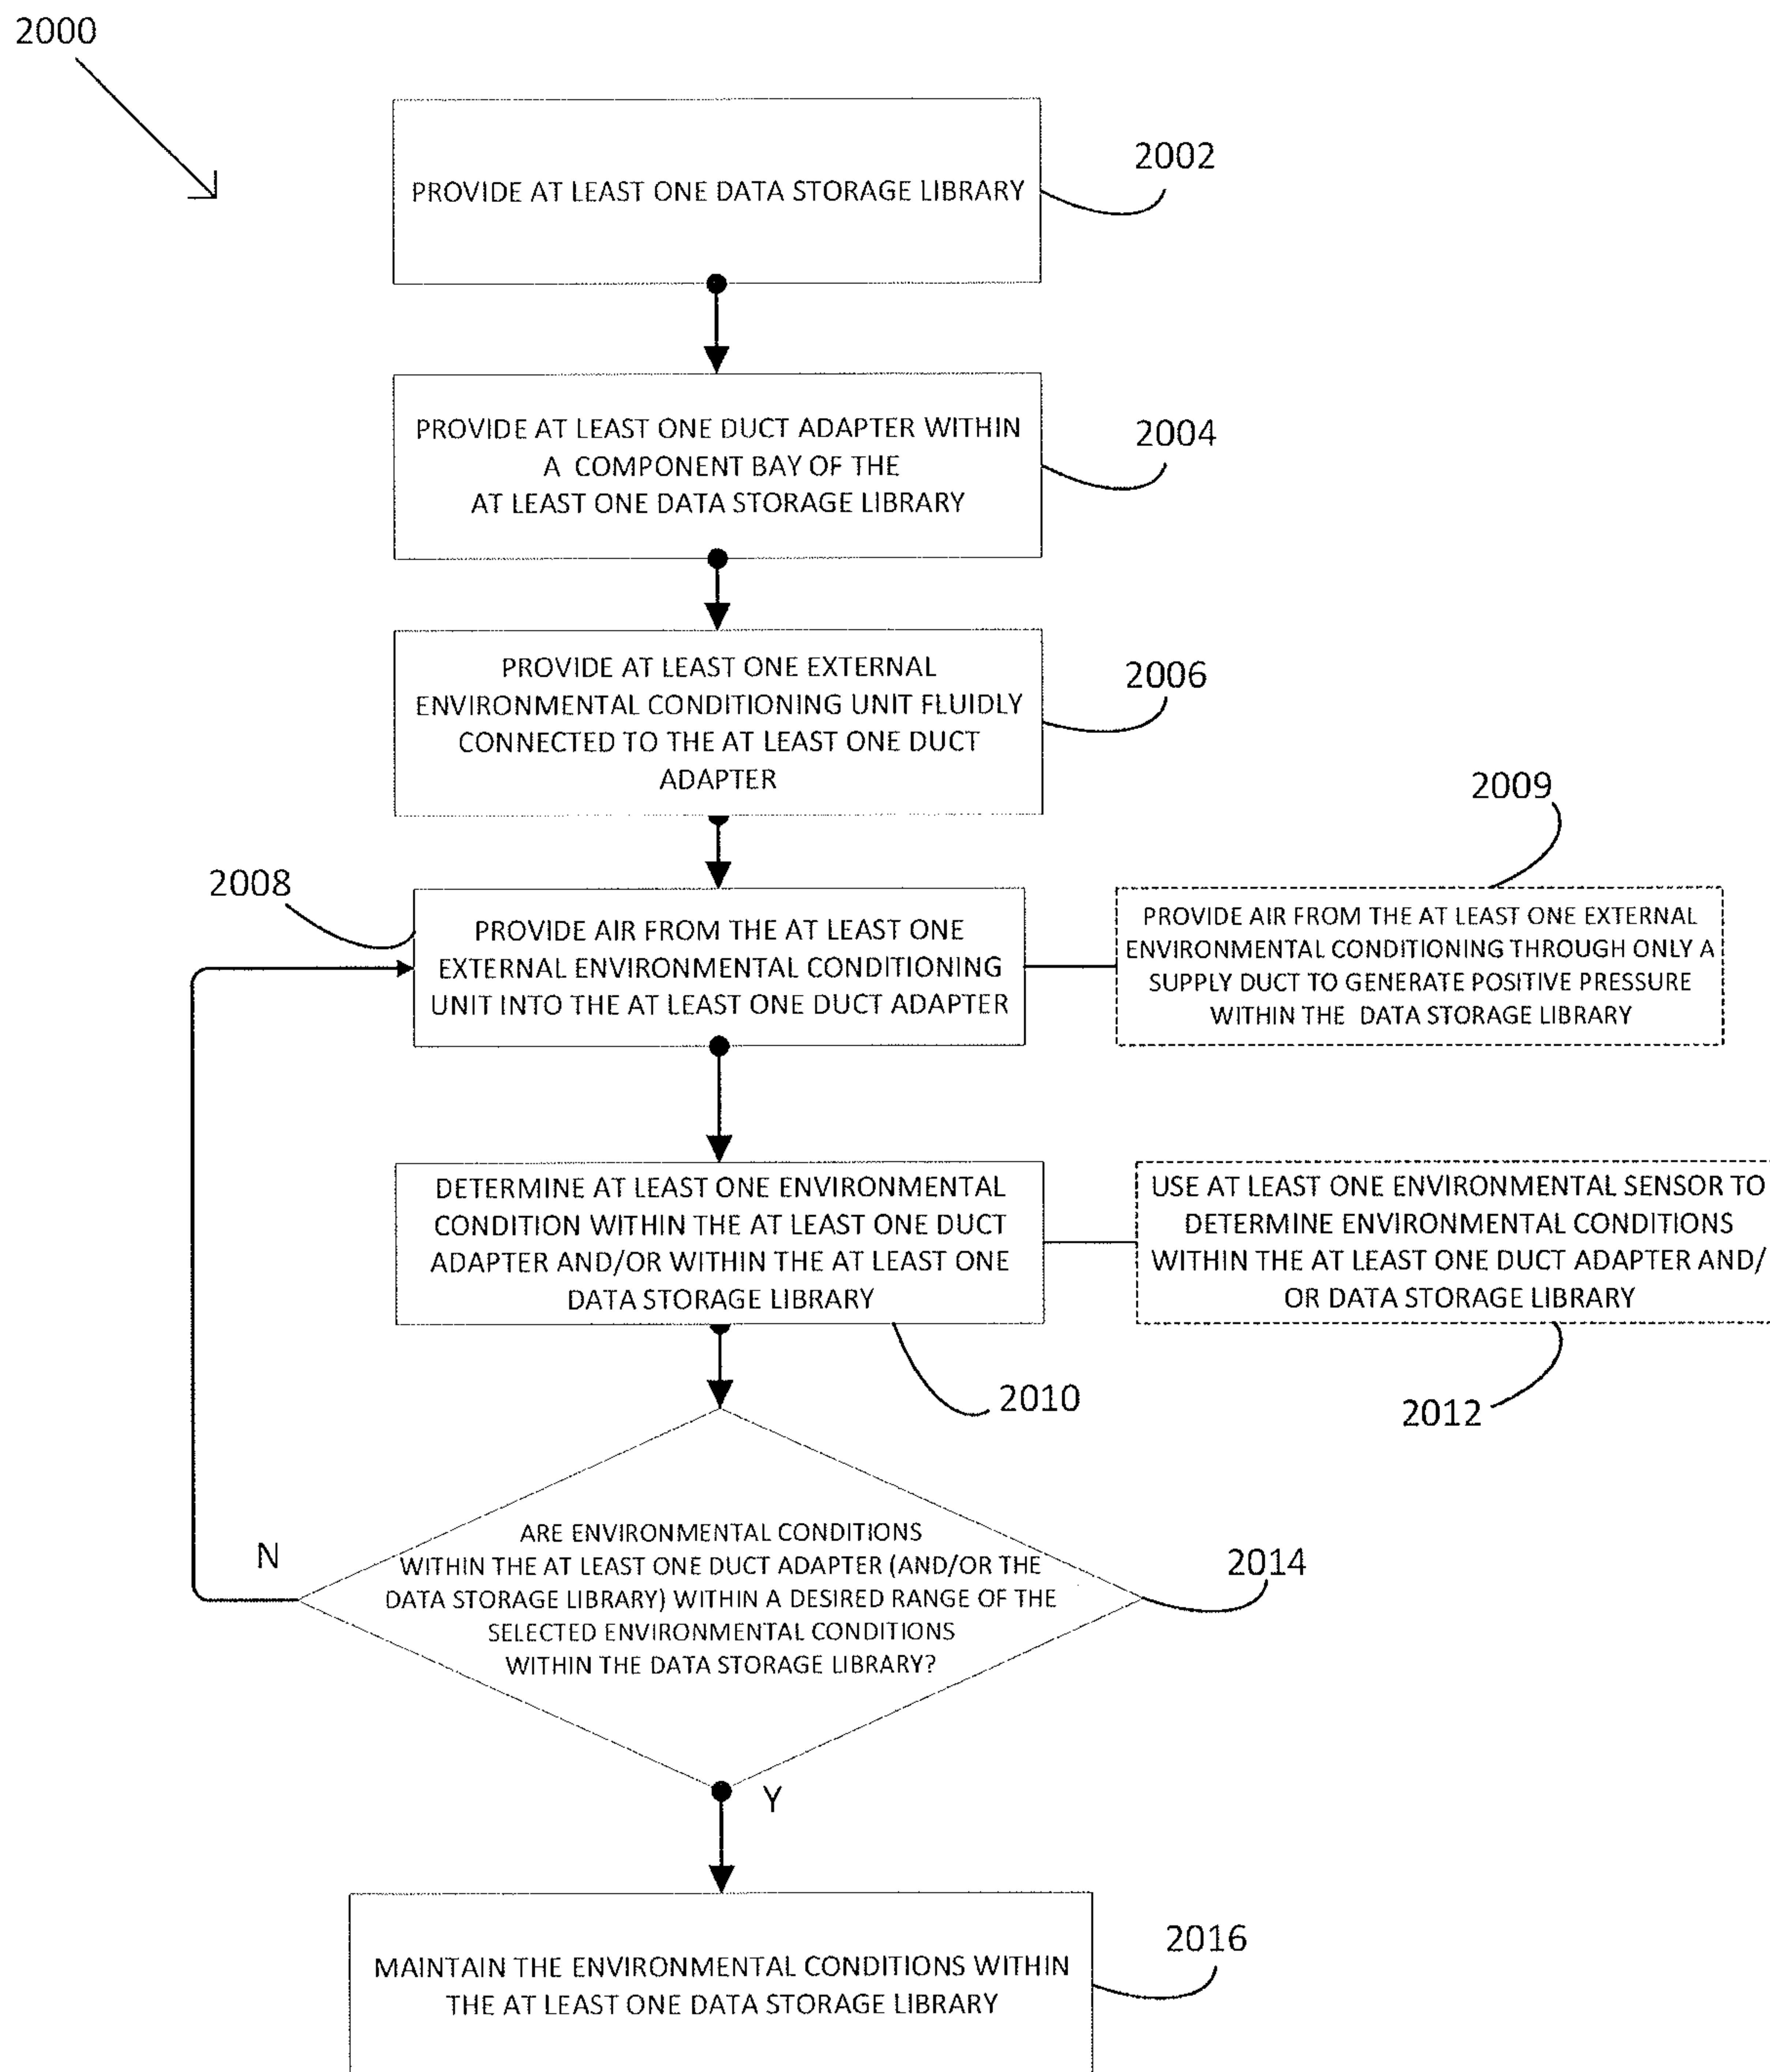 2000
PROVIDE AT LEAST ONE DATA STORAGE LIBRARY
2002
PROVIDE AT LEAST ONE DUCT ADAPTER WITHIN
A COMPONENT BAY OF THE
AT LEAST ONE DATA STORAGE LIBRARY
2004
PROVIDE AT LEAST ONE EXTERNAL
ENVIRONMENTAL CONDITIONING UNIT FLUIDLY
CONNECTED TO THE AT LEAST ONE DUCT
ADAPTER
2006
2008
PROVIDE AIR FROM THE AT LEAST ONE
EXTERNAL ENVIRONMENTAL CONDITIONING
UNIT INTO THE AT LEAST ONE DUCT ADAPTER
2009
PROVIDE AIR FROM THE AT LEAST ONE EXTERNAL
ENVIRONMENTAL CONDITIONING THROUGH ONLY A
SUPPLY DUCT TO GENERATE POSITIVE PRESSURE
WITHIN THE DATA STORAGE LIBRARY
DETERMINE AT LEAST ONE ENVIRONMENTAL
CONDITION WITHIN THE AT LEAST ONE DUCT
ADAPTER AND/OR WITHIN THE AT LEAST ONE
DATA STORAGE LIBRARY
2010
USE AT LEAST ONE ENVIRONMENTAL SENSOR TO
DETERMINE ENVIRONMENTAL CONDITIONS
WITHIN THE AT LEAST ONE DUCT ADAPTER AND/
OR DATA STORAGE LIBRARY
2012
N
ARE ENVIRONMENTAL CONDITIONS
WITHIN THE AT LEAST ONE DUCT ADAPTER (AND/OR THE
DATA STORAGE LIBRARY) WITHIN A DESIRED RANGE OF THE
SELECTED ENVIRONMENTAL CONDITIONS
WITHIN THE DATA STORAGE LIBRARY?
2014
Y
MAINTAIN THE ENVIRONMENTAL CONDITIONS WITHIN
THE AT LEAST ONE DATA STORAGE LIBRARY
2016